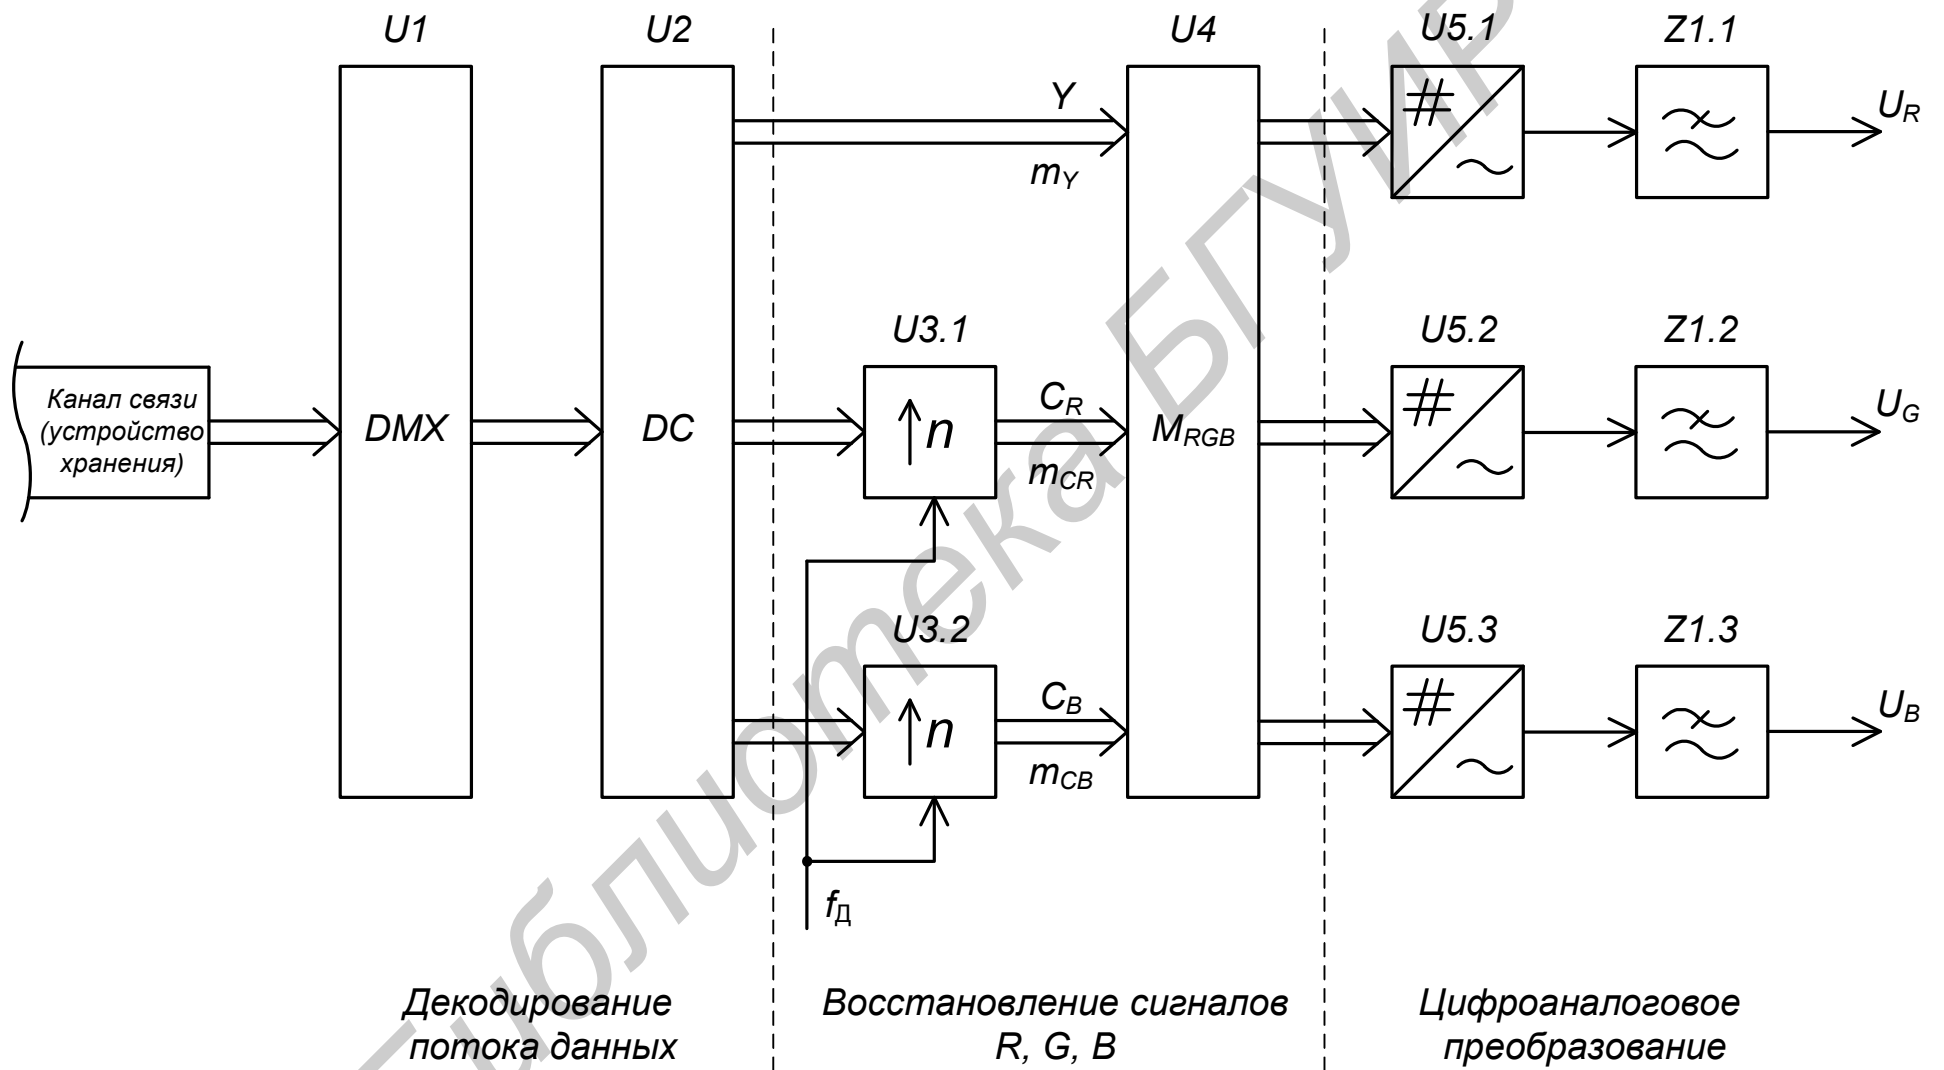 U1
U2
U4
U5.1
Z1.1
Y
m_Y
U_R
U3.1
U5.2
Z1.2
Канал связи
(устройство
хранения)
DMX
DC
↑n
C_R
m_CR
M_RGB
U_G
U3.2
U5.3
Z1.3
↑n
C_B
m_CB
U_B
f_Д
Декодирование
потока данных
Восстановление сигналов
R, G, B
Цифроаналоговое
преобразование
Библиотека БГУИР